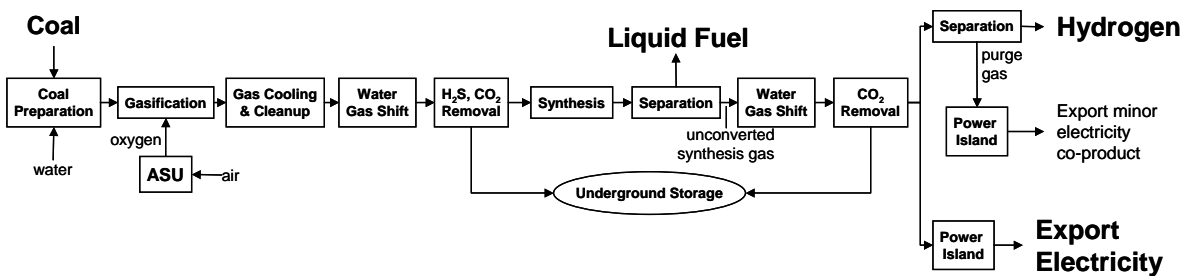 Coal
Coal
Preparation
water
Gasification
oxygen
ASU
air
Gas Cooling
& Cleanup
Water
Gas Shift
H₂S, CO₂
Removal
Synthesis
Liquid Fuel
Separation
unconverted
synthesis gas
Water
Gas Shift
CO₂
Removal
Underground Storage
Separation
Hydrogen
purge
gas
Power
Island
Export minor
electricity
co-product
Power
Island
Export
Electricity